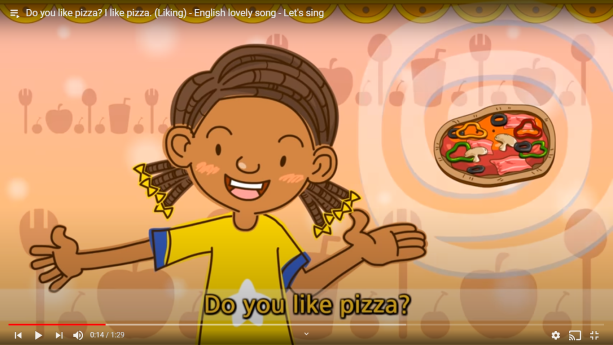 Do you like pizza? I like pizza. (Liking) - English lovely song - Let's sing
Do you like pizza?
0:14 / 1:29